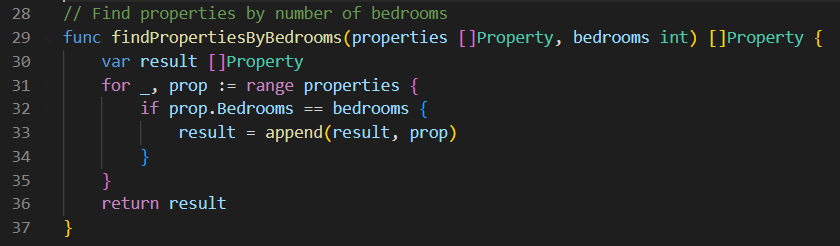 28 // Find properties by number of bedrooms
29 func findPropertiesByBedrooms(properties []Property, bedrooms int) []Property {
30     var result []Property
31     for _, prop := range properties {
32         if prop.Bedrooms == bedrooms {
33             result = append(result, prop)
34         }
35     }
36     return result
37 }